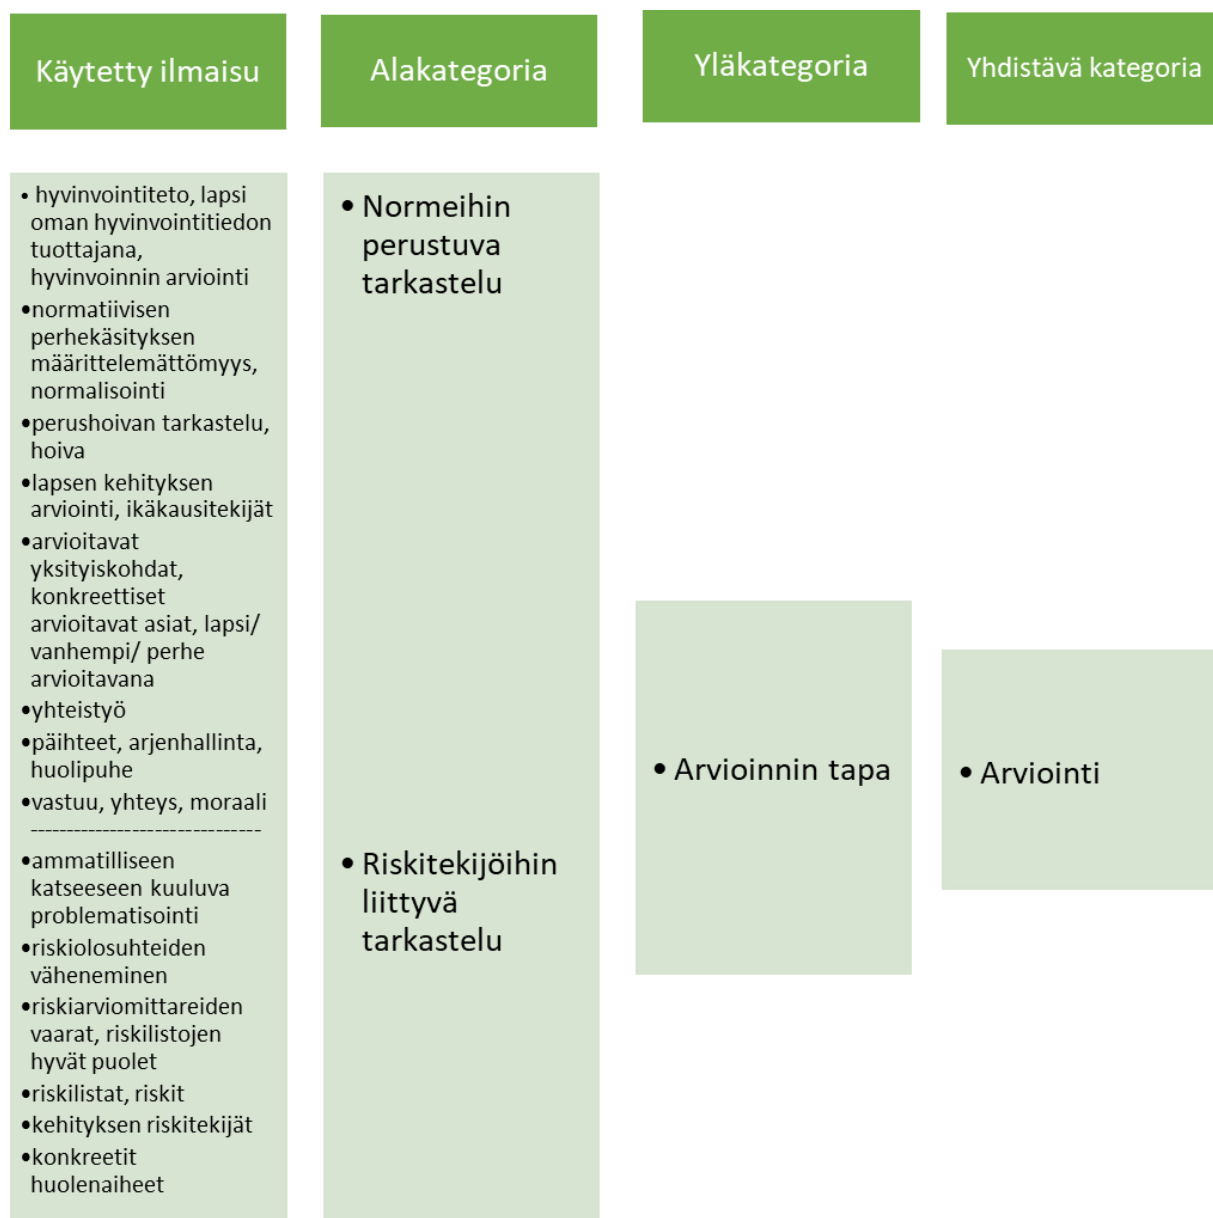 Käytetty ilmaisu
Alakategoria
Yläkategoria
Yhdistävä kategoria
• hyvinvointiteto, lapsi
oman hyvinvointitiedon
tuottajana,
hyvinvoinnin arviointi
•normatiivisen
perhekäsityksen
määrittelemättömyys,
normalisointi
•perushoivan tarkastelu,
hoiva
•lapsen kehityksen
arviointi, ikäkausitekijät
•arvioitavat
yksityiskohdat,
konkreettiset
arvioitavat asiat, lapsi/
vanhempi/ perhe
arvioitavana
•yhteistyö
•päihteet, arjenhallinta,
huolipuhe
•vastuu, yhteys, moraali
--------------------------------
•ammatilliseen
katseeseen kuuluva
problematisointi
•riskiolosuhteiden
väheneminen
•riskiarviomittareiden
vaarat, riskilistojen
hyvät puolet
•riskilistat, riskit
•kehityksen riskitekijät
•konkreetit
huolenaiheet
• Normeihin
perustuva
tarkastelu
• Riskitekijöihin
liittyvä
tarkastelu
• Arvioinnin tapa
• Arviointi